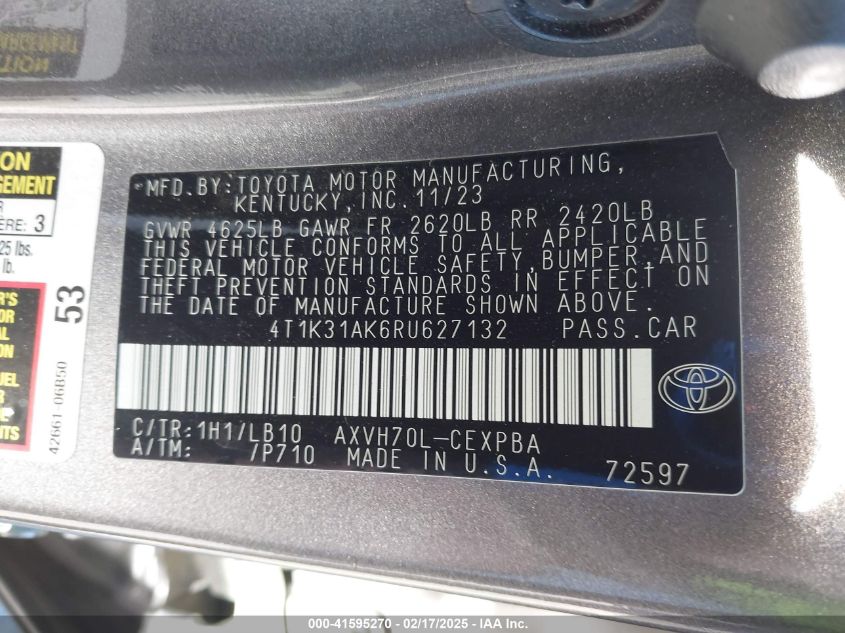 MFD.BY: TOYOTA MOTOR MANUFACTURING,
KENTUCKY, INC. 11/23
GVWR 4625LB GAWR FR 2620LB RR 2420LB
THIS VEHICLE CONFORMS TO ALL APPLICABLE
FEDERAL MOTOR VEHICLE SAFETY, BUMPER, AND
THEFT PREVENTION STANDARDS IN EFFECT ON
THE DATE OF MANUFACTURE SHOWN ABOVE.
4T1K31AK6RU627132 PASS.CAR
C/TR: 1H1/LB10 AXVH70L-CEXPBA
A/TM: /P710 MADE IN U.S.A. 72597
ION
GEMENT
R
ERE: 3
25 lbs.
lb.
53
42661-06B50
000-41595270 - 02/17/2025 - IAA Inc.